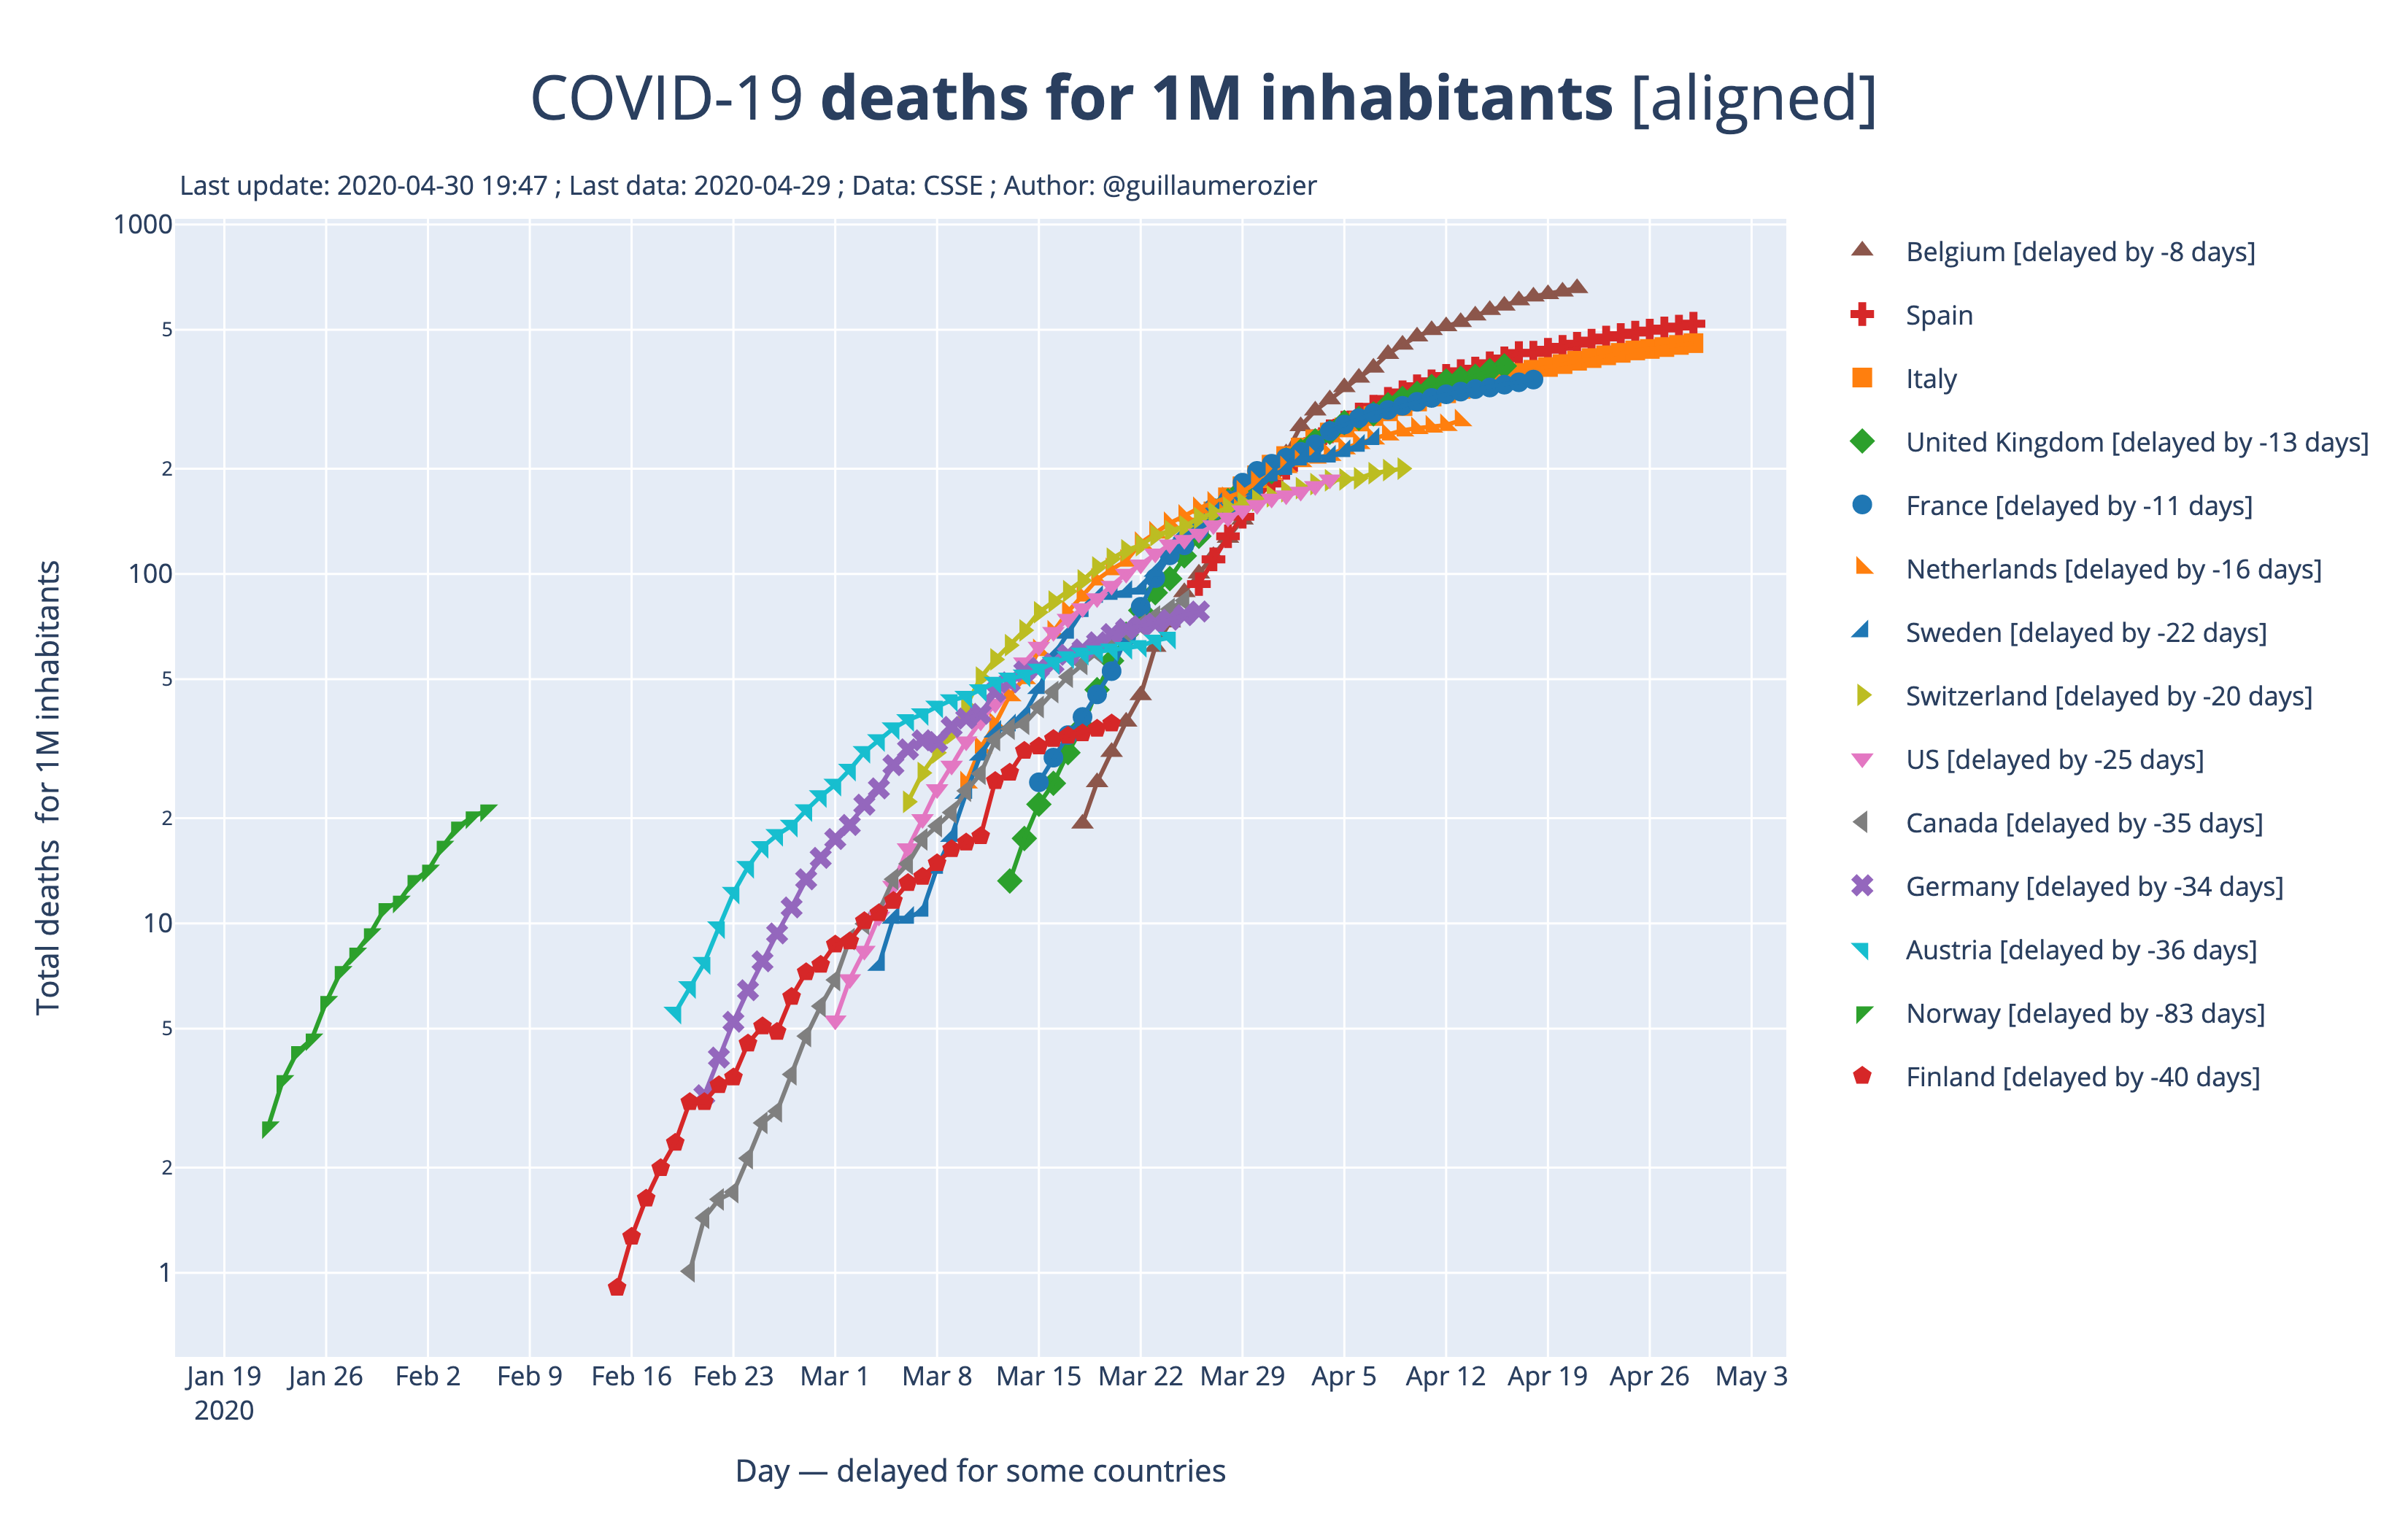 COVID-19 deaths for 1M inhabitants [aligned]
Last update: 2020-04-30 19:47 ; Last data: 2020-04-29 ; Data: CSSE ; Author: @guillaumerozier
Total deaths for 1M inhabitants
1000
5
2
100
5
2
10
5
2
1
Jan 19 Jan 26 Feb 2 Feb 9 Feb 16 Feb 23 Mar 1 Mar 8 Mar 15 Mar 22 Mar 29 Apr 5 Apr 12 Apr 19 Apr 26 May 3
2020
Day — delayed for some countries
Belgium [delayed by -8 days]
Spain
Italy
United Kingdom [delayed by -13 days]
France [delayed by -11 days]
Netherlands [delayed by -16 days]
Sweden [delayed by -22 days]
Switzerland [delayed by -20 days]
US [delayed by -25 days]
Canada [delayed by -35 days]
Germany [delayed by -34 days]
Austria [delayed by -36 days]
Norway [delayed by -83 days]
Finland [delayed by -40 days]